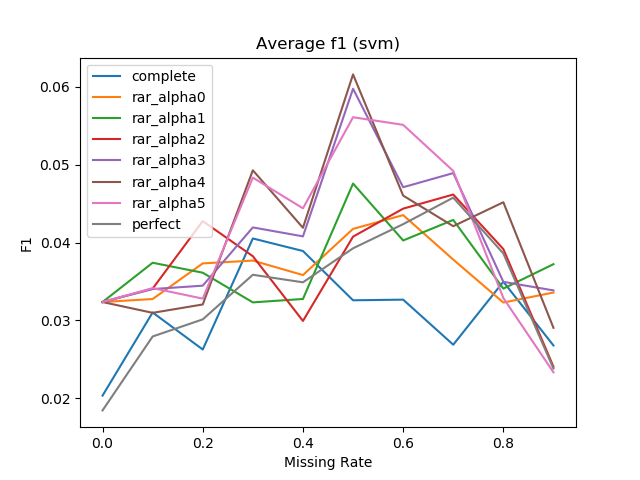 Average f1 (svm)
complete
rar_alpha0
rar_alpha1
rar_alpha2
rar_alpha3
rar_alpha4
rar_alpha5
perfect
F1
0.06
0.05
0.04
0.03
0.02
0.0 0.2 0.4 0.6 0.8
Missing Rate